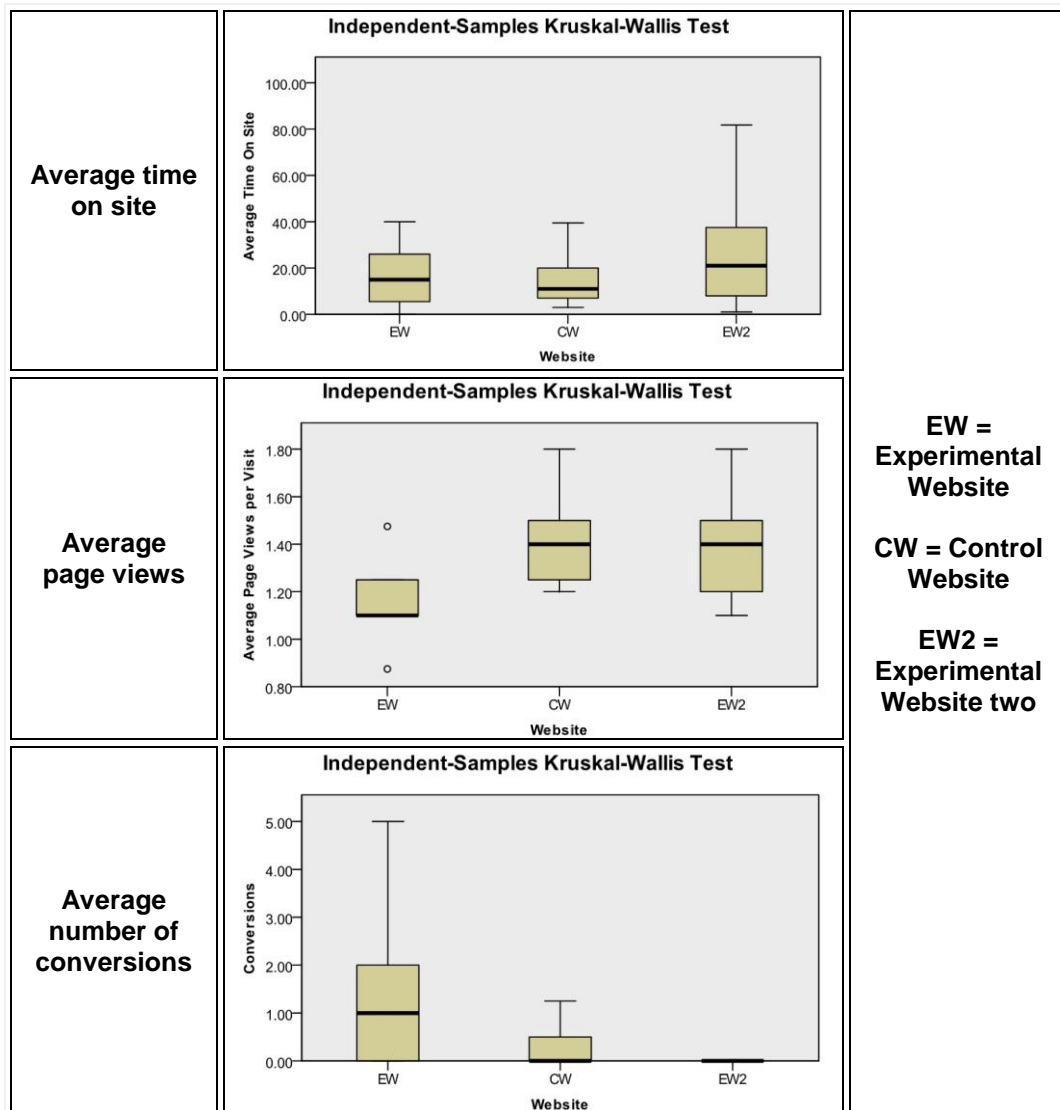 Average time
on site
Independent-Samples Kruskal-Wallis Test
Average Time On Site
100.00
80.00
60.00
40.00
20.00
0.00
EW CW EW2
Website
Average
page views
Independent-Samples Kruskal-Wallis Test
Average Page Views per Visit
1.80
1.60
1.40
1.20
1.00
0.80
EW CW EW2
Website
Average
number of
conversions
Independent-Samples Kruskal-Wallis Test
Conversions
5.00
4.00
3.00
2.00
1.00
0.00
EW CW EW2
Website
EW =
Experimental
Website
CW = Control
Website
EW2 =
Experimental
Website two